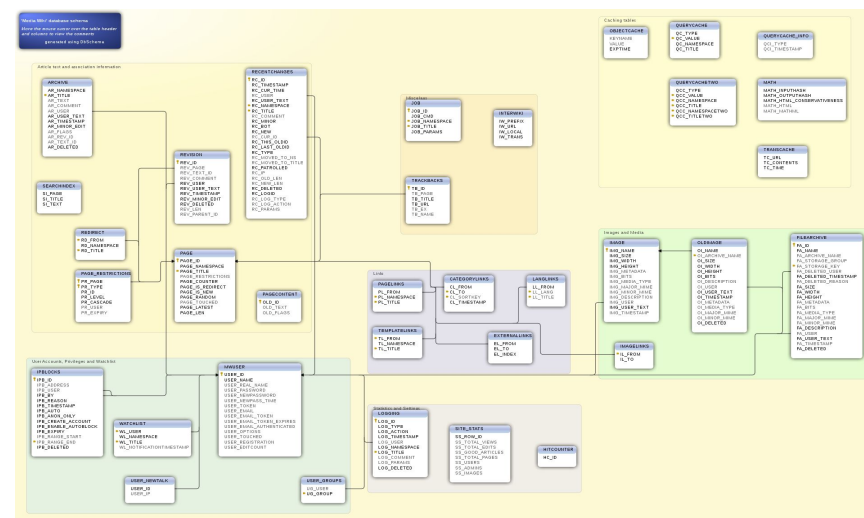 'Media Wiki' database schema
Move the mouse cursor over the table header
and columns to view the comments
generated using DbSchema
Article text and association information
ARCHIVE
AR_NAMESPACE
AR_TITLE
AR_TEXT
AR_COMMENT
AR_USER
AR_USER_TEXT
AR_TIMESTAMP
AR_MINOR_EDIT
AR_FLAGS
AR_REV_ID
AR_TEXT_ID
AR_DELETED
SEARCHINDEX
SI_PAGE
SI_TITLE
SI_TEXT
REDIRECT
RD_FROM
RD_NAMESPACE
RD_TITLE
PAGE_RESTRICTIONS
PR_PAGE
PR_TYPE
PR_ID
PR_LEVEL
PR_CASCADE
PR_USER
PR_EXPIRY
REVISION
REV_ID
REV_PAGE
REV_TEXT_ID
REV_COMMENT
REV_USER
REV_USER_TEXT
REV_TIMESTAMP
REV_MINOR_EDIT
REV_DELETED
REV_LEN
REV_PARENT_ID
PAGE
PAGE_ID
PAGE_NAMESPACE
PAGE_TITLE
PAGE_RESTRICTIONS
PAGE_COUNTER
PAGE_IS_REDIRECT
PAGE_IS_NEW
PAGE_RANDOM
PAGE_TOUCHED
PAGE_LATEST
PAGE_LEN
RECENTCHANGES
RC_ID
RC_TIMESTAMP
RC_CUR_TIME
RC_USER
RC_USER_TEXT
RC_NAMESPACE
RC_TITLE
RC_COMMENT
RC_MINOR
RC_BOT
RC_NEW
RC_CUR_ID
RC_THIS_OLDID
RC_LAST_OLDID
RC_TYPE
RC_MOVED_TO_NS
RC_MOVED_TO_TITLE
RC_PATROLLED
RC_IP
RC_OLD_LEN
RC_NEW_LEN
RC_DELETED
RC_LOGID
RC_LOG_TYPE
RC_LOG_ACTION
RC_PARAMS
PAGECONTENT
OLD_ID
OLD_TEXT
OLD_FLAGS
JOB
JOB_ID
JOB_CMD
JOB_NAMESPACE
JOB_TITLE
JOB_PARAMS
INTERWIKI
IW_PREFIX
IW_URL
IW_LOCAL
IW_TRANS
TRACKBACKS
TB_ID
TB_PAGE
TB_TITLE
TB_URL
TB_EX
TB_NAME
Caching tables
OBJECTCACHE
KEYNAME
VALUE
EXPTIME
QUERYCACHE
QC_TYPE
QC_VALUE
QC_NAMESPACE
QC_TITLE
QUERYCACHE_INFO
QCI_TYPE
QCI_TIMESTAMP
QUERYCACHETWO
QCC_TYPE
QCC_VALUE
QCC_NAMESPACE
QCC_TITLE
QCC_NAMESPACETWO
QCC_TITLETWO
MATH
MATH_INPUTHASH
MATH_OUTPUTHASH
MATH_HTML_CONSERVATIVENESS
MATH_HTML
MATH_MATHML
TRANSCACHE
TC_URL
TC_CONTENTS
TC_TIME
Links
PAGELINKS
PL_FROM
PL_NAMESPACE
PL_TITLE
CATEGORYLINKS
CL_FROM
CL_TO
CL_SORTKEY
CL_TIMESTAMP
LANGLINKS
LL_FROM
LL_LANG
LL_TITLE
TEMPLATELINKS
TL_FROM
TL_NAMESPACE
TL_TITLE
EXTERNALLINKS
EL_FROM
EL_TO
EL_INDEX
Images and Media
IMAGE
IMG_NAME
IMG_SIZE
IMG_WIDTH
IMG_HEIGHT
IMG_METADATA
IMG_BITS
IMG_MEDIA_TYPE
IMG_MAJOR_MIME
IMG_MINOR_MIME
IMG_DESCRIPTION
IMG_USER
IMG_USER_TEXT
IMG_TIMESTAMP
OLDIMAGE
OI_NAME
OI_ARCHIVE_NAME
OI_SIZE
OI_WIDTH
OI_HEIGHT
OI_BITS
OI_DESCRIPTION
OI_USER
OI_USER_TEXT
OI_TIMESTAMP
OI_METADATA
OI_MEDIA_TYPE
OI_MAJOR_MIME
OI_MINOR_MIME
OI_DELETED
FILEARCHIVE
FA_ID
FA_NAME
FA_ARCHIVE_NAME
FA_STORAGE_GROUP
FA_STORAGE_KEY
FA_DELETED_USER
FA_DELETED_TIMESTAMP
FA_DELETED_REASON
FA_SIZE
FA_WIDTH
FA_HEIGHT
FA_METADATA
FA_BITS
FA_MEDIA_TYPE
FA_MAJOR_MIME
FA_MINOR_MIME
FA_DESCRIPTION
FA_USER
FA_USER_TEXT
FA_TIMESTAMP
FA_DELETED
IMAGELINKS
IL_FROM
IL_TO
User Accounts, Privileges and Watchlist
IPBLOCKS
IPB_ID
IPB_ADDRESS
IPB_USER
IPB_BY
IPB_REASON
IPB_TIMESTAMP
IPB_AUTO
IPB_ANON_ONLY
IPB_CREATE_ACCOUNT
IPB_ENABLE_AUTOBLOCK
IPB_EXPIRY
IPB_RANGE_START
IPB_RANGE_END
IPB_DELETED
WATCHLIST
WL_USER
WL_NAMESPACE
WL_TITLE
WL_NOTIFICATIONTIMESTAMP
MWUSER
USER_ID
USER_NAME
USER_REAL_NAME
USER_PASSWORD
USER_NEWPASSWORD
USER_NEWPASS_TIME
USER_TOKEN
USER_EMAIL
USER_EMAIL_TOKEN
USER_EMAIL_TOKEN_EXPIRES
USER_EMAIL_AUTHENTICATED
USER_OPTIONS
USER_TOUCHED
USER_REGISTRATION
USER_EDITCOUNT
USER_NEWTALK
USER_ID
USER_IP
USER_GROUPS
UG_USER
UG_GROUP
LOGGING
LOG_ID
LOG_TYPE
LOG_ACTION
LOG_TIMESTAMP
LOG_USER
LOG_NAMESPACE
LOG_TITLE
LOG_COMMENT
LOG_PARAMS
LOG_DELETED
SITE_STATS
SS_ROW_ID
SS_TOTAL_VIEWS
SS_TOTAL_EDITS
SS_GOOD_ARTICLES
SS_TOTAL_PAGES
SS_USERS
SS_ADMINS
SS_IMAGES
HITCOUNTER
HC_ID